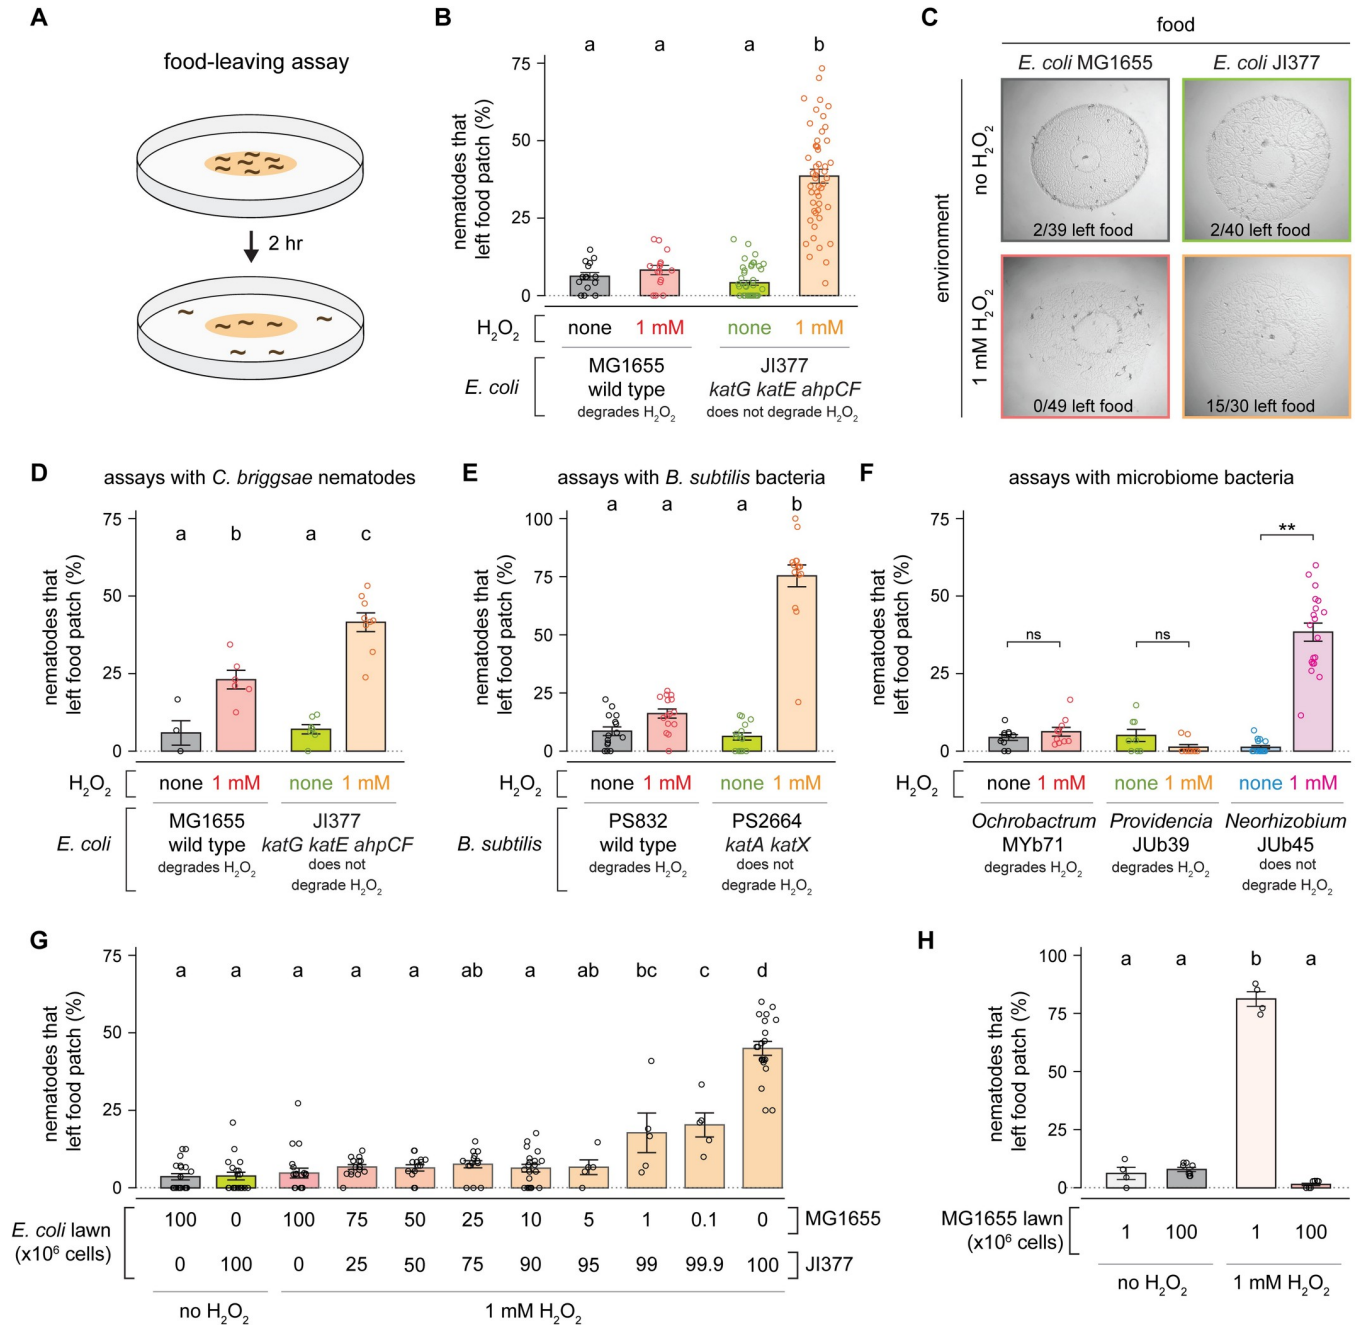 A
food-leaving assay
2 hr
B
nematodes that
left food patch (%)
75
50
25
0
a a a b
H₂O₂ none 1 mM none 1 mM
E. coli
MG1655 JI377
wild type katG katE ahpCF
degrades H₂O₂ does not degrade H₂O₂
C
food
E. coli MG1655 E. coli JI377
environment
no H₂O₂
1 mM H₂O₂
2/39 left food 2/40 left food
0/49 left food 15/30 left food
D
assays with C. briggsae nematodes
nematodes that
left food patch (%)
75
50
25
0
a b a c
H₂O₂ none 1 mM none 1 mM
E. coli
MG1655 JI377
wild type katG katE ahpCF
degrades H₂O₂ does not
degrade H₂O₂
E
assays with B. subtilis bacteria
nematodes that
left food patch (%)
100
75
50
25
0
a a a b
H₂O₂ none 1 mM none 1 mM
B. subtilis
PS832 PS2664
wild type katA katX
degrades H₂O₂ does not
degrade H₂O₂
F
assays with microbiome bacteria
nematodes that
left food patch (%)
75
50
25
0
ns ns **
H₂O₂ none 1 mM none 1 mM none 1 mM
Ochrobactrum Providencia Neorhizobium
MYb71 JUb39 JUb45
degrades H₂O₂ degrades H₂O₂ does not
degrade H₂O₂
G
nematodes that
left food patch (%)
75
50
25
0
a a a a a ab a ab bc c d
E. coli lawn
(x10⁶ cells)
100 0 100 75 50 25 10 5 1 0.1 0 MG1655
0 100 0 25 50 75 90 95 99 99.9 100 JI377
no H₂O₂ 1 mM H₂O₂
H
nematodes that
left food patch (%)
100
75
50
25
0
a a b a
MG1655 lawn
(x10⁶ cells)
1 100 1 100
no H₂O₂ 1 mM H₂O₂